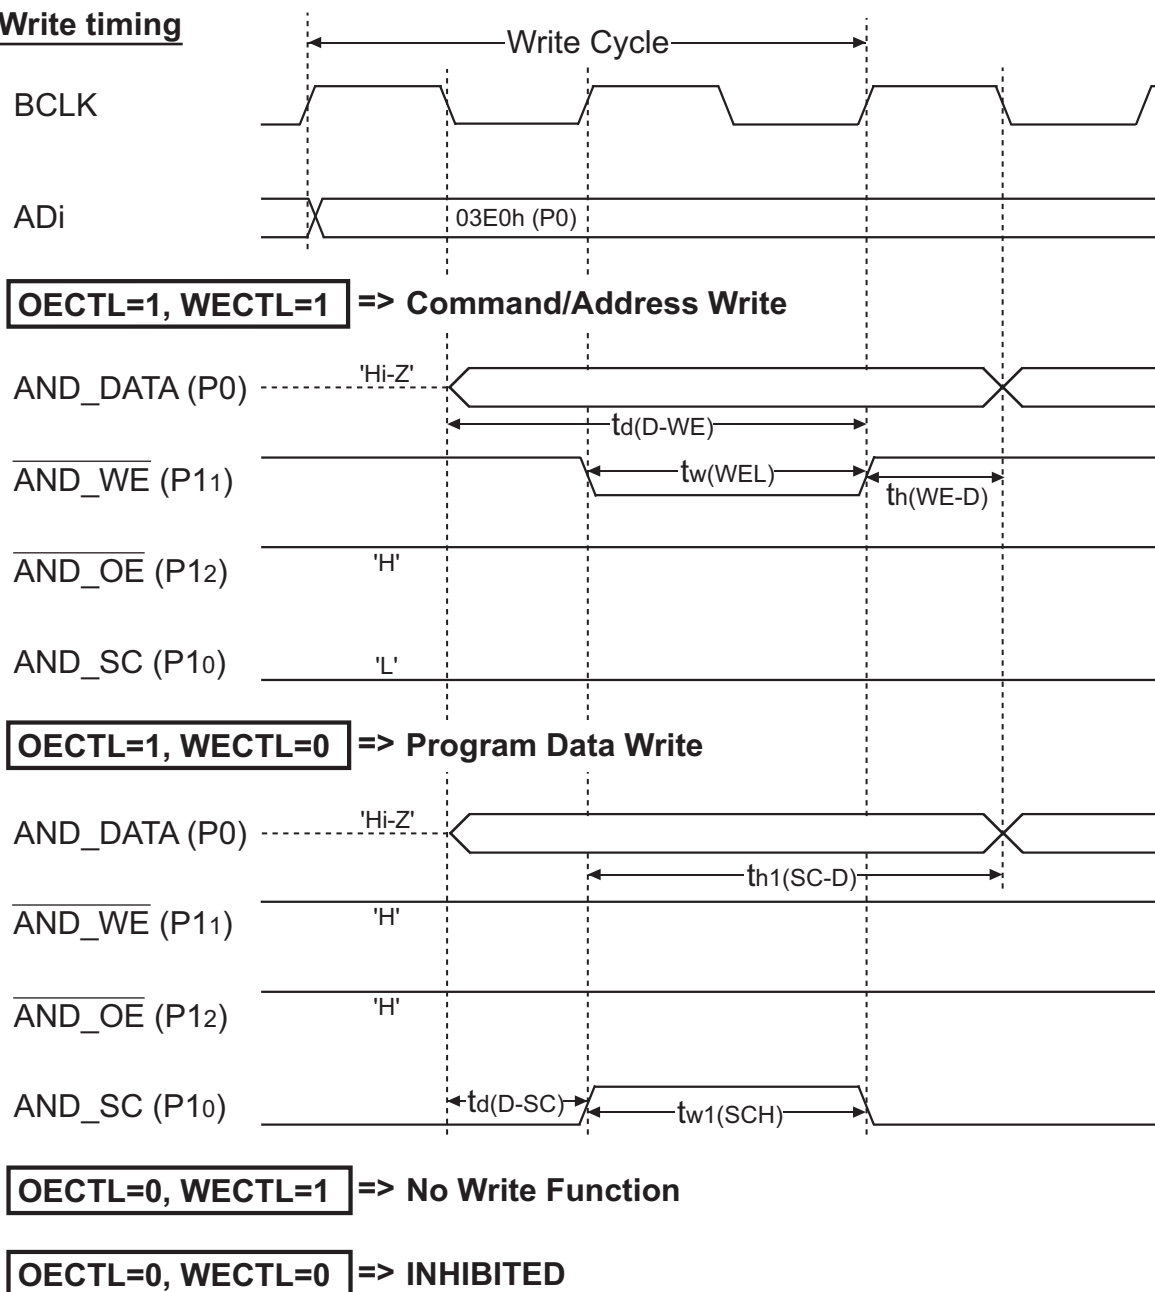 Write timing
Write Cycle
BCLK
ADi
03E0h (P0)
OECTL=1, WECTL=1 => Command/Address Write
AND_DATA (P0)
'Hi-Z'
td(D-WE)
AND_WE (P11)
tw(WEL)
th(WE-D)
AND_OE (P12)
'H'
AND_SC (P10)
'L'
OECTL=1, WECTL=0 => Program Data Write
AND_DATA (P0)
'Hi-Z'
th1(SC-D)
AND_WE (P11)
'H'
AND_OE (P12)
'H'
AND_SC (P10)
td(D-SC)
tw1(SCH)
OECTL=0, WECTL=1 => No Write Function
OECTL=0, WECTL=0 => INHIBITED